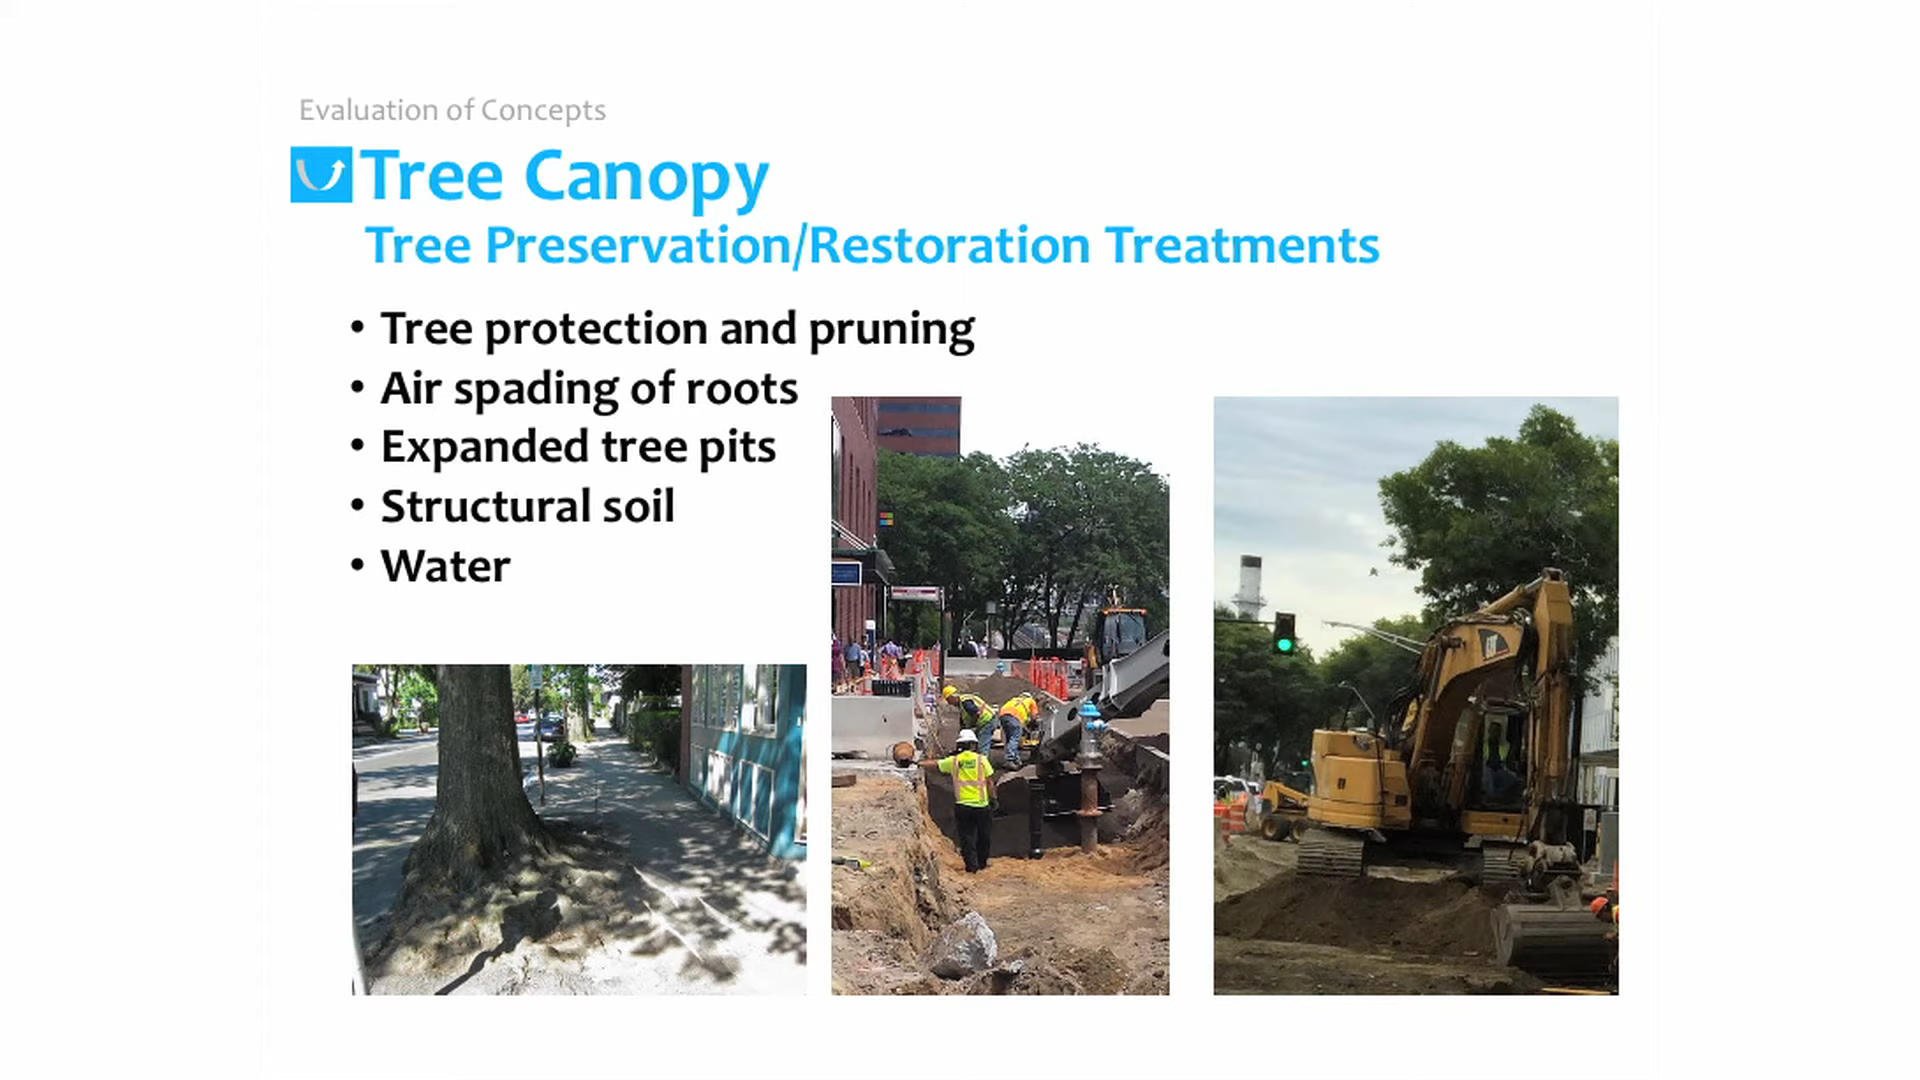 Evaluation of Concepts
Tree Canopy
Tree Preservation/Restoration Treatments
• Tree protection and pruning
• Air spading of roots
• Expanded tree pits
• Structural soil
• Water
CAT